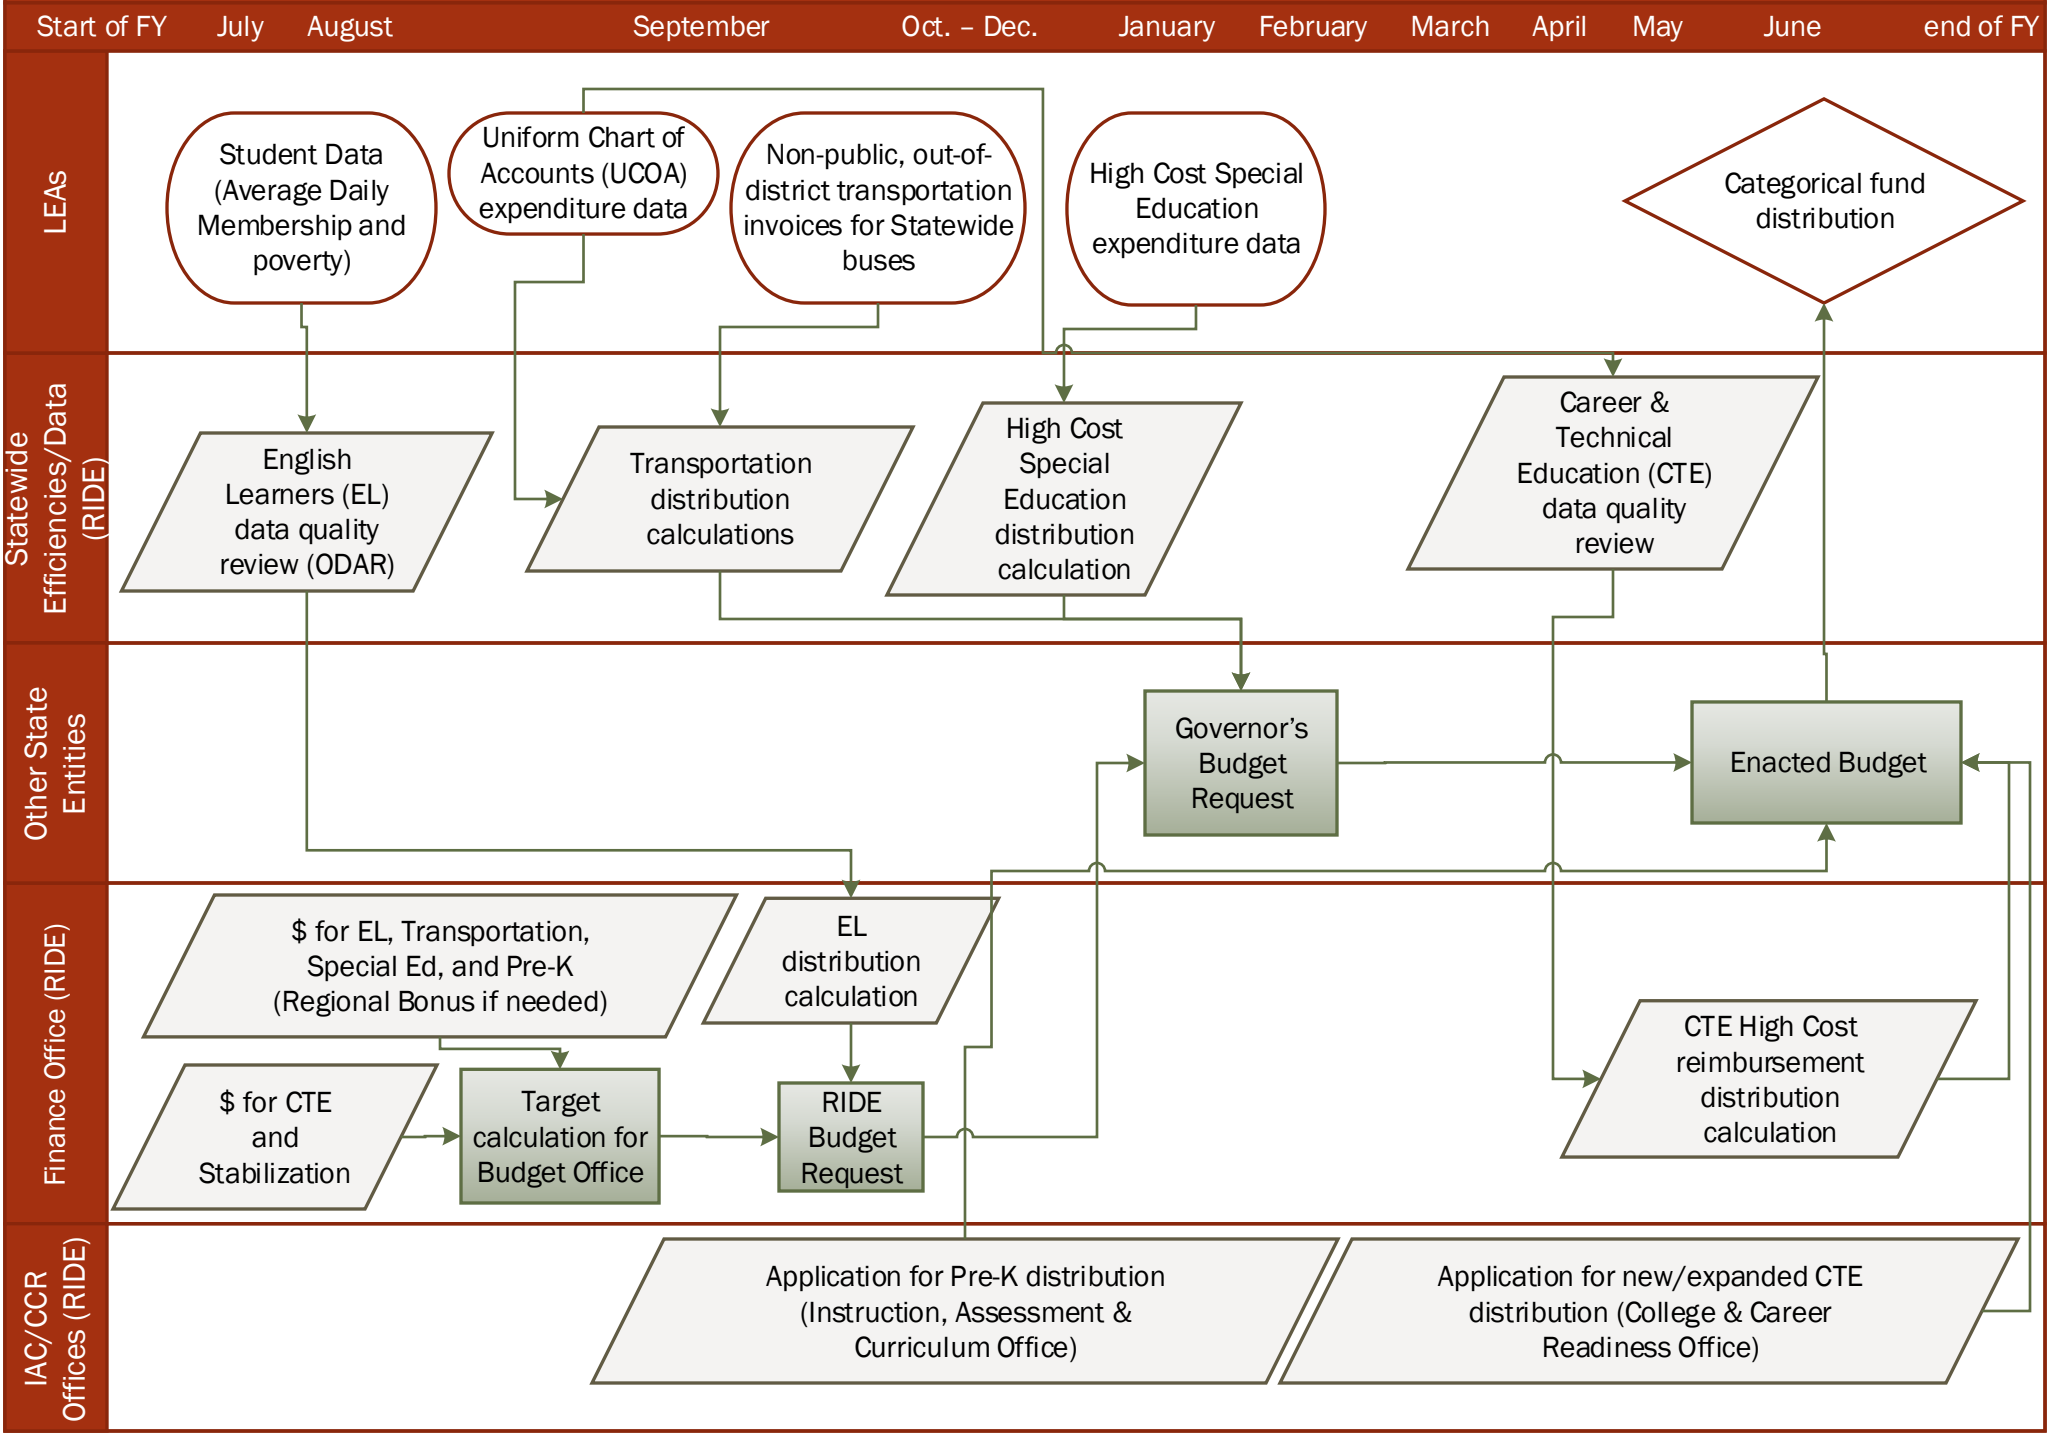 Start of FY
July
August
September
Oct. – Dec.
January
February
March
April
May
June
end of FY
LEAs
Student Data
(Average Daily
Membership and
poverty)
Uniform Chart of
Accounts (UCOA)
expenditure data
Non-public, out-of-
district transportation
invoices for Statewide
buses
High Cost Special
Education
expenditure data
Categorical fund
distribution
Statewide
Efficiencies/Data
(RIDE)
English
Learners (EL)
data quality
review (ODAR)
Transportation
distribution
calculations
High Cost
Special
Education
distribution
calculation
Career &
Technical
Education (CTE)
data quality
review
Other State
Entities
Governor’s
Budget
Request
Enacted Budget
Finance Office (RIDE)
$ for EL, Transportation,
Special Ed, and Pre-K
(Regional Bonus if needed)
EL
distribution
calculation
$ for CTE
and
Stabilization
Target
calculation for
Budget Office
RIDE
Budget
Request
CTE High Cost
reimbursement
distribution
calculation
IAC/CCR
Offices (RIDE)
Application for Pre-K distribution
(Instruction, Assessment &
Curriculum Office)
Application for new/expanded CTE
distribution (College & Career
Readiness Office)